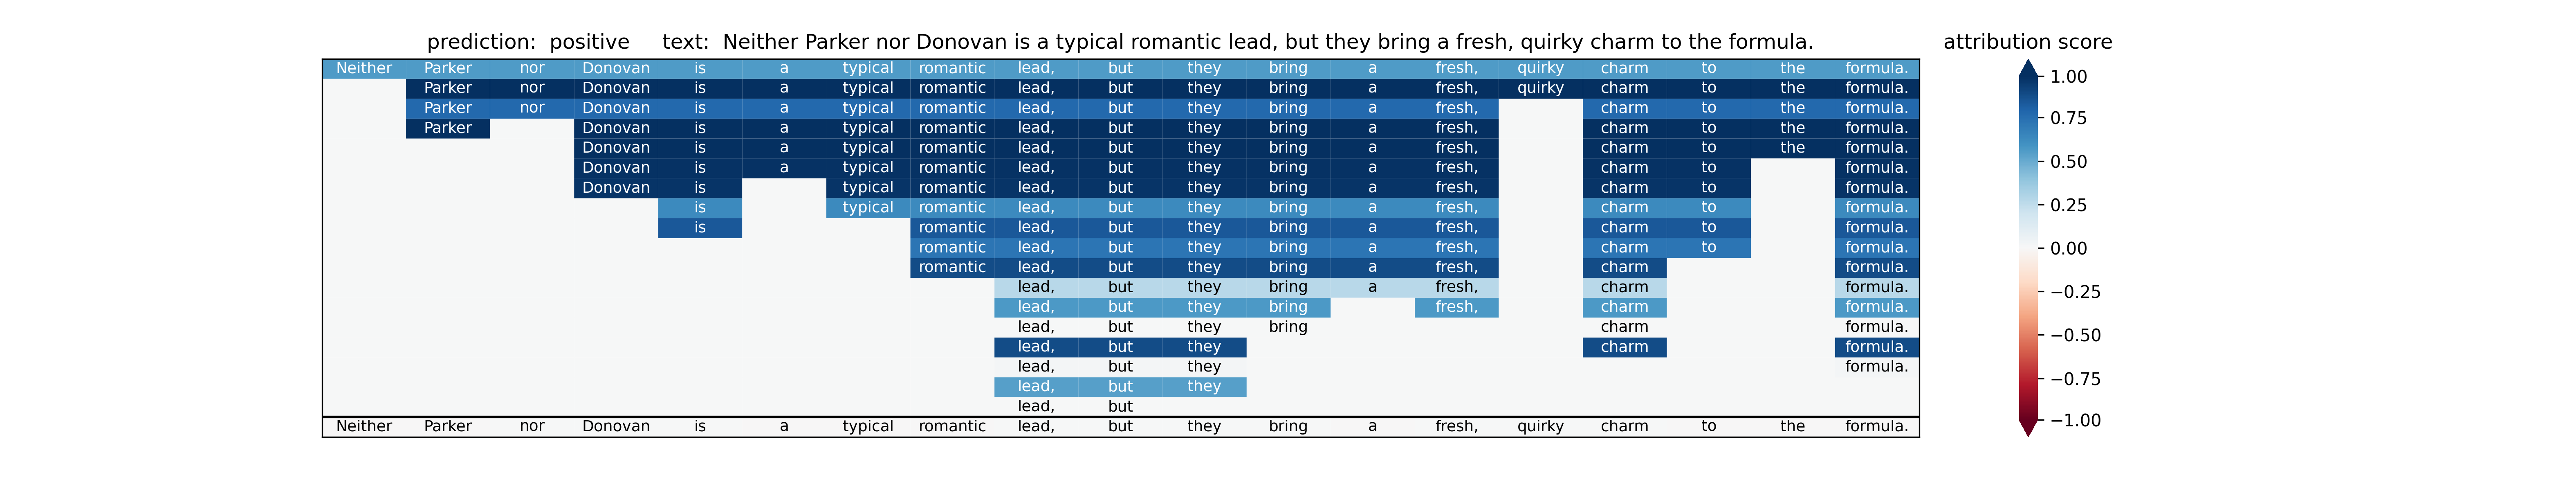 prediction: positive text: Neither Parker nor Donovan is a typical romantic lead, but they bring a fresh, quirky charm to the formula.
attribution score
Neither Parker nor Donovan is a typical romantic lead, but they bring a fresh, quirky charm to the formula.
Parker nor Donovan is a typical romantic lead, but they bring a fresh, quirky charm to the formula.
Parker nor Donovan is a typical romantic lead, but they bring a fresh, charm to the formula.
Parker Donovan is a typical romantic lead, but they bring a fresh, charm to the formula.
Donovan is a typical romantic lead, but they bring a fresh, charm to the formula.
Donovan is a typical romantic lead, but they bring a fresh, charm to formula.
Donovan is typical romantic lead, but they bring a fresh, charm to formula.
is typical romantic lead, but they bring a fresh, charm to formula.
is romantic lead, but they bring a fresh, charm to formula.
romantic lead, but they bring a fresh, charm to formula.
romantic lead, but they bring a fresh, charm formula.
lead, but they bring a fresh, charm formula.
lead, but they bring fresh, charm formula.
lead, but they bring charm formula.
lead, but they charm formula.
lead, but they formula.
lead, but they
lead, but
Neither Parker nor Donovan is a typical romantic lead, but they bring a fresh, quirky charm to the formula.
1.00
0.75
0.50
0.25
0.00
−0.25
−0.50
−0.75
−1.00